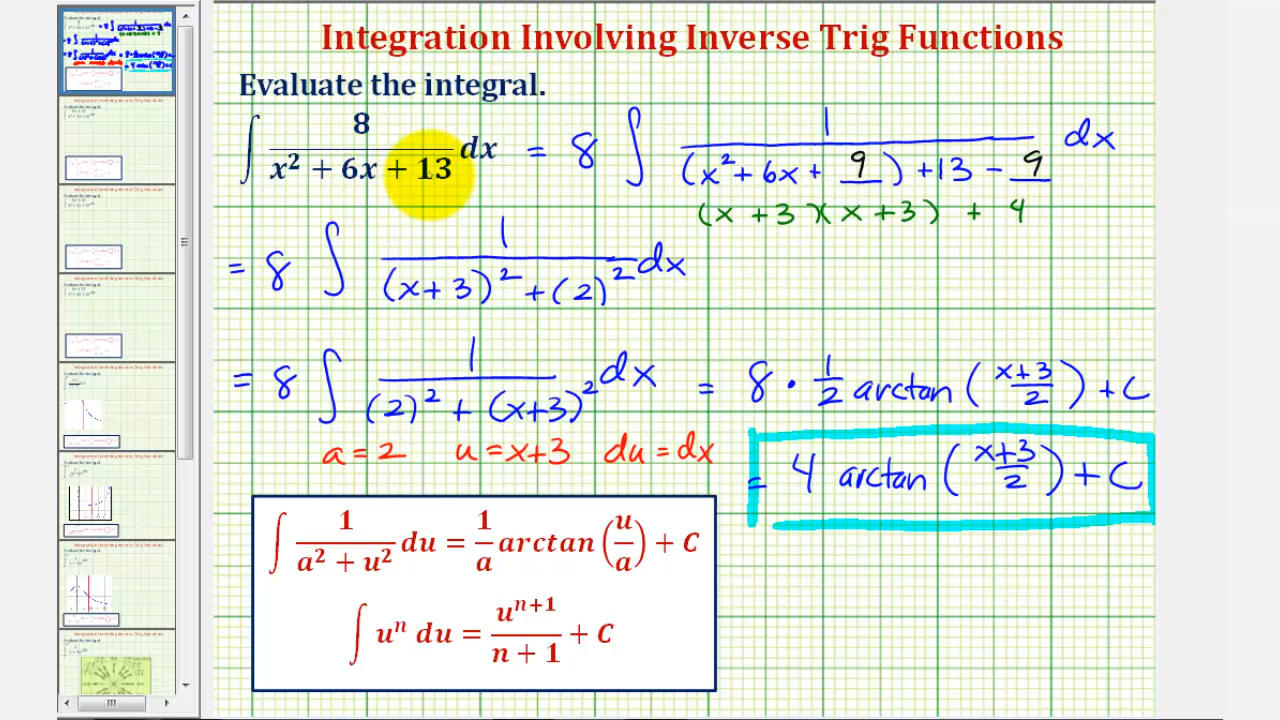 Integration Involving Inverse Trig Functions
Evaluate the integral.
∫ 8/(x² + 6x + 13) dx = 8 ∫ 1/((x² + 6x + 9) + 13 − 9) dx
(x + 3)(x + 3) + 4
= 8 ∫ 1/((x+3)² + (2)²) dx
= 8 ∫ 1/((2)² + (x+3)²) dx = 8 · 1/2 arctan((x+3)/2) + C
a = 2 u = x+3 du = dx
= 4 arctan((x+3)/2) + C
∫ 1/(a² + u²) du = 1/a arctan(u/a) + C
∫ uⁿ du = uⁿ⁺¹/(n + 1) + C